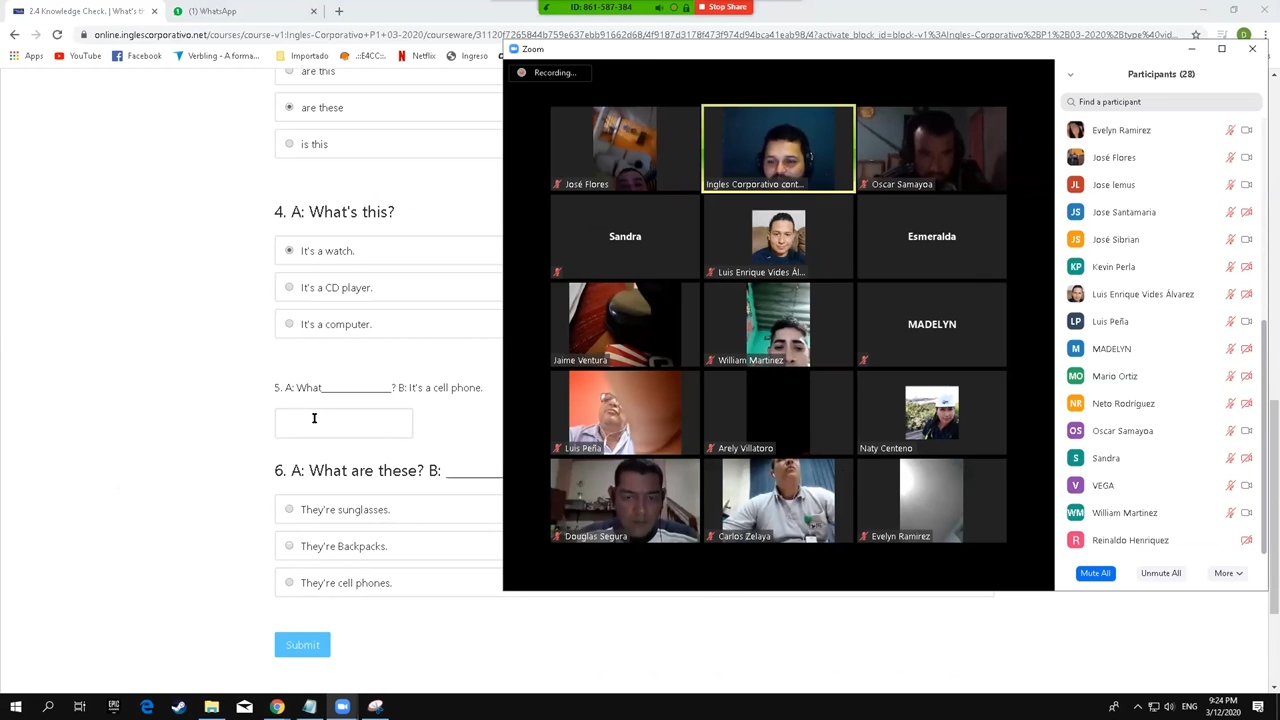 2.4 Knowledge Check. | What's t
(1) WhatsApp
ID: 861-587-384
Stop Share
online.inglescorporativo.net/courses/course-v1:Ingles-Corporativo+P1+03-2020/courseware/
Apps
YouTube
Facebook
Verbling - A forma...
Importado
.:E4CC:.
Netflix
Ingreso
Zoom
Recording...
Participants (28)
Find a participant
are this
are these
is this
4. A: What's this?
It's a watch.
It's a CD player.
It's a computer.
5. A: What______________? B: It's a cell phone.
6. A: What are these? B:
They're sunglasses.
They're Backpacks.
They're cell phones.
Submit
José Flores
Ingles Corporativo cont...
Oscar Samayoa
Sandra
Luis Enrique Vides Ál...
Esmeralda
Jaime Ventura
William Martinez
MADELYN
Luis Peña
Arely Villatoro
Naty Centeno
Douglas Segura
Carlos Zelaya
Evelyn Ramirez
Evelyn Ramirez
José Flores
JL Jose lemus
JS Jose Santamaria
JS José Sibrian
KP Kevin Perla
Luis Enrique Vides Álvarez
LP Luis Peña
M MADELYN
MO Mario Ortiz
NR Neto Rodríguez
OS Oscar Samayoa
S Sandra
V VEGA
WM William Martinez
R Reinaldo Henriquez
Mute All
Unmute All
More
EPIC
9:24 PM
3/12/2020